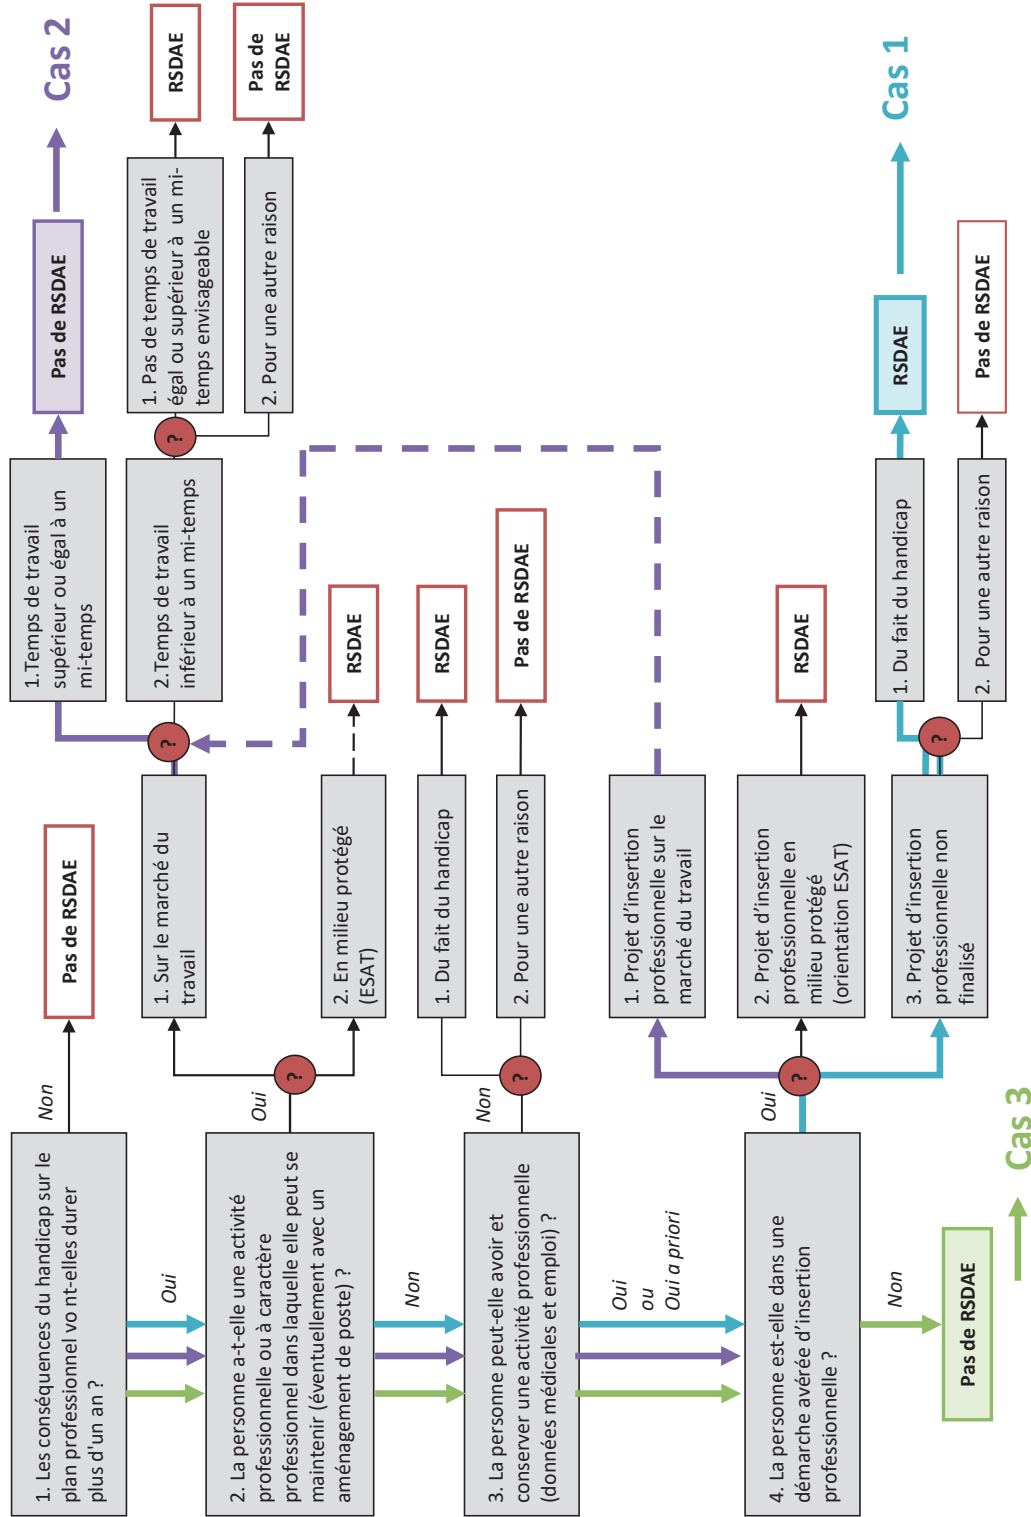 1. Les conséquences du handicap sur le
plan professionnel vo nt-elles durer
plus d'un an ?
Non
Pas de RSDAE
Oui
2. La personne a-t-elle une activité
professionnelle ou à caractère
professionnel dans laquelle elle peut se
maintenir (éventuellement avec un
aménagement de poste) ?
Oui
?
1. Sur le marché du
travail
?
1.Temps de travail
supérieur ou égal à un
mi-temps
Pas de RSDAE
Cas 2
2.Temps de travail
inférieur à un mi-temps
?
1. Pas de temps de travail
égal ou supérieur à un mi-
temps envisageable
RSDAE
2. Pour une autre raison
Pas de
RSDAE
2. En milieu protégé
(ESAT)
RSDAE
Non
3. La personne peut-elle avoir et
conserver une activité professionnelle
(données médicales et emploi) ?
Non
?
1. Du fait du handicap
RSDAE
2. Pour une autre raison
Pas de RSDAE
Oui
ou
Oui a priori
4. La personne est-elle dans une
démarche avérée d'insertion
professionnelle ?
Oui
?
1. Projet d'insertion
professionnelle sur le
marché du travail
2. Projet d'insertion
professionnelle en
milieu protégé
(orientation ESAT)
RSDAE
3. Projet d'insertion
professionnelle non
finalisé
?
1. Du fait du handicap
RSDAE
Cas 1
2. Pour une autre raison
Pas de RSDAE
Non
Pas de RSDAE
Cas 3